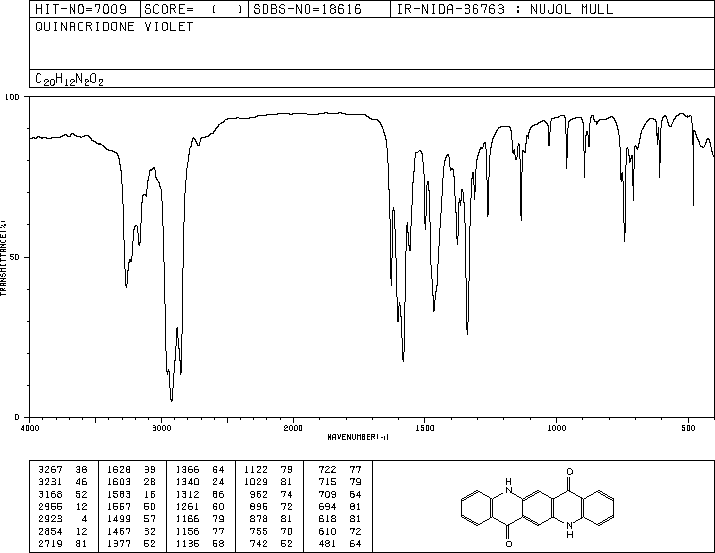 HIT-NO=7009 SCORE= ( ) SDBS-NO=18616 IR-NIDA-36763 : NUJOL MULL
QUINACRIDONE VIOLET
C20H12N2O2
100
50
0
TRANSMITTANCE(%)
4000 3000 2000 1500 1000 500
WAVENUMBER(-1)
3267 38 1628 39 1366 64 1122 79 722 77
3231 46 1603 28 1340 24 1029 81 715 79
3168 52 1583 16 1312 86 962 74 709 64
2955 12 1557 50 1261 60 895 72 694 81
2923 4 1499 57 1166 79 878 81 618 81
2854 12 1467 32 1156 77 755 70 610 72
2719 81 1377 52 1135 58 742 52 481 64
O
H
N
N
H
O